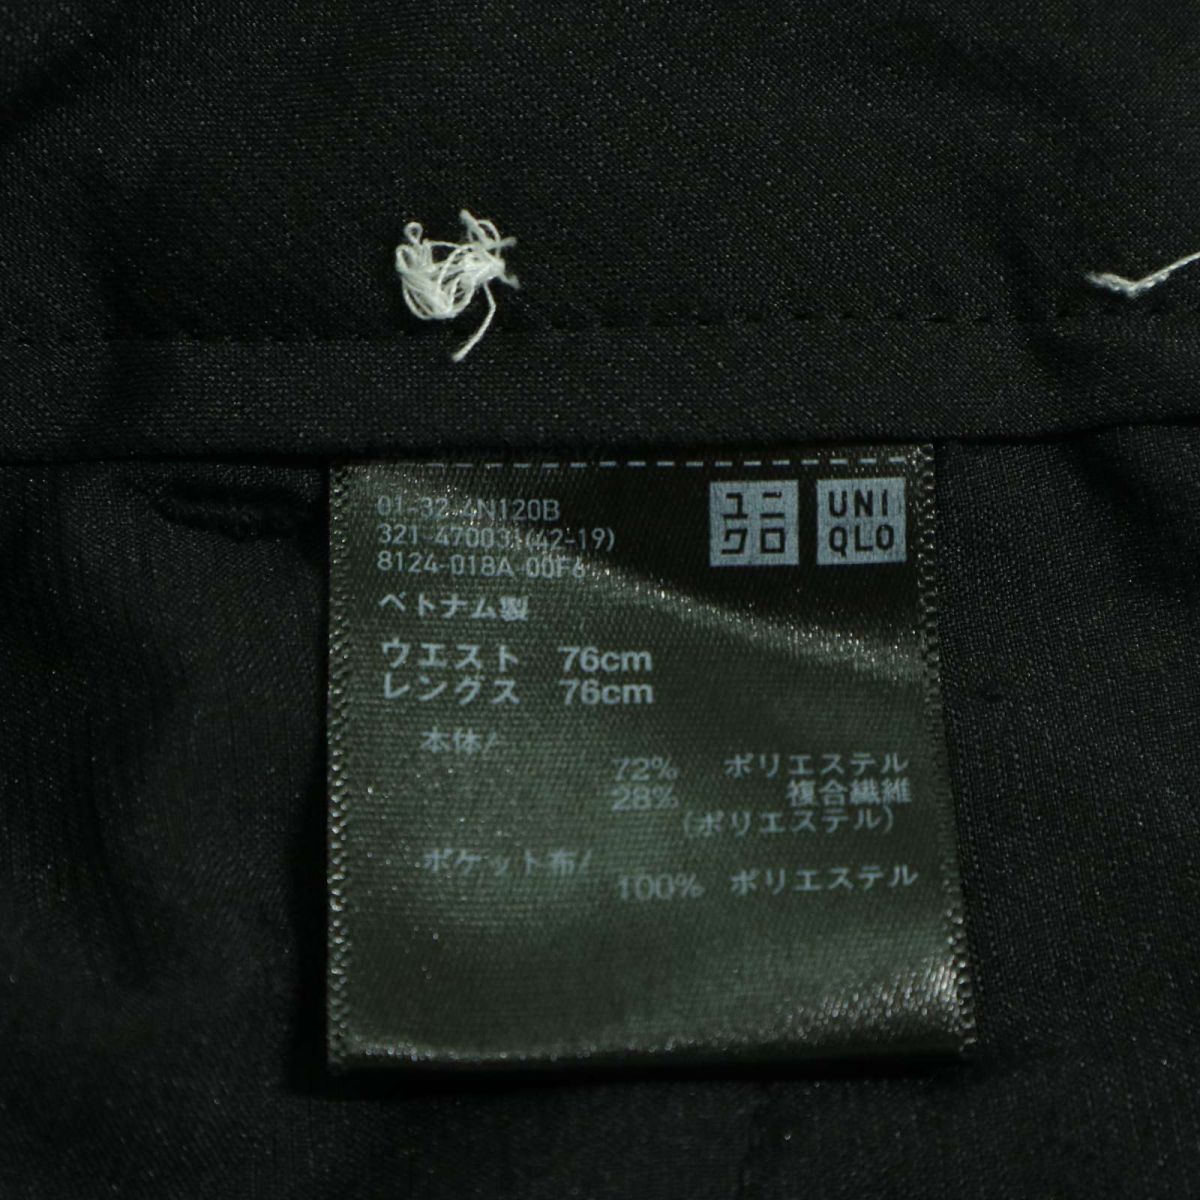 01-32-4N120B
321-470031(42-19)
8124-018A-00F6
ユニ
クロ
UNI
QLO
ベトナム製
ウエスト 76cm
レングス 76cm
本体/
72% ポリエステル
28% 複合繊維
(ポリエステル)
ポケット布/
100% ポリエステル